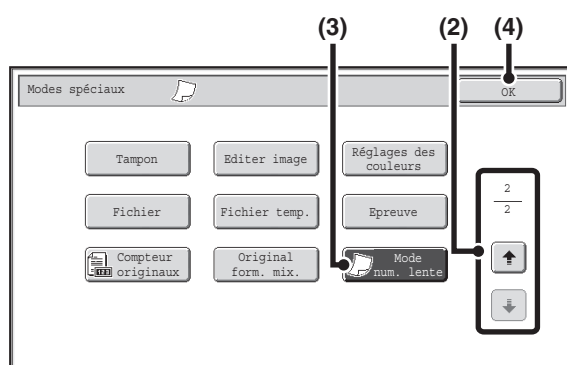 (3) (2) (4)
Modes spéciaux OK
Tampon Editer image Réglages des
couleurs
2
2
Fichier Fichier temp. Epreuve
Compteur
originaux
123
Original
form. mix.
Mode
num. lente